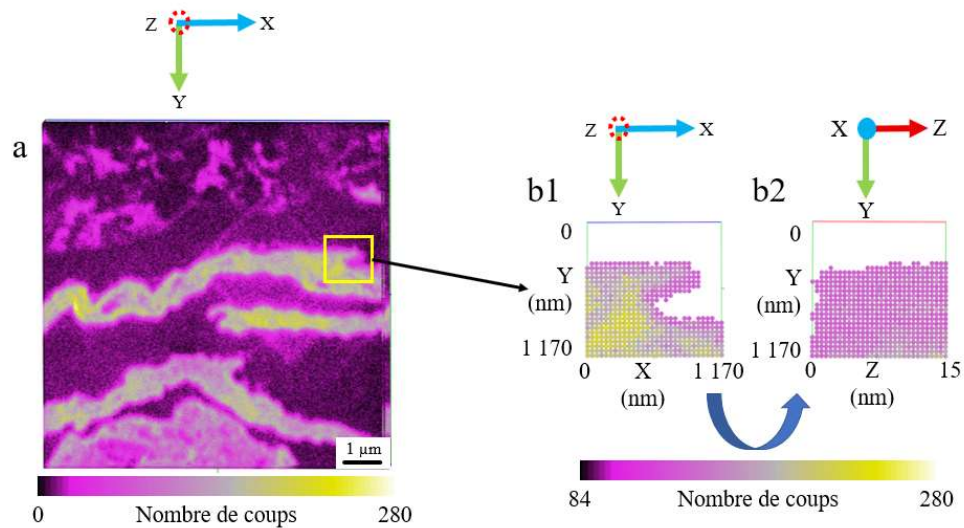 Z
X
Y
a
1 µm
0
Nombre de coups
280
Z
X
Y
X
Z
Y
b1
b2
0
Y
(nm)
1 170
0
X
1 170
(nm)
0
Y
(nm)
1 170
0
Z
15
(nm)
84
Nombre de coups
280